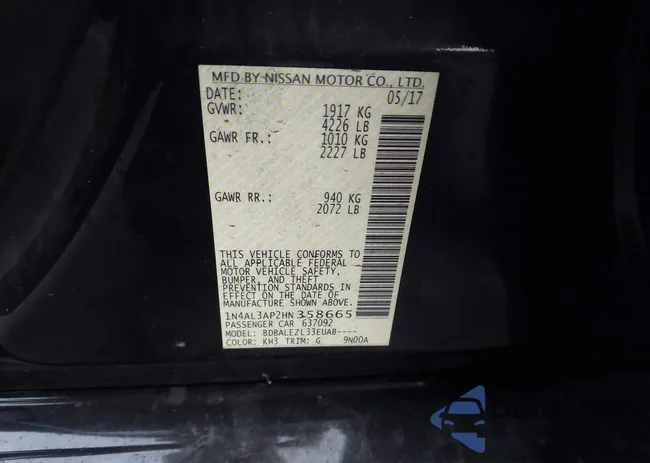 MFD BY NISSAN MOTOR CO., LTD.
DATE: 05/17
GVWR: 1917 KG
4226 LB
GAWR FR.: 1010 KG
2227 LB
GAWR RR.: 940 KG
2072 LB
THIS VEHICLE CONFORMS TO
ALL APPLICABLE FEDERAL
MOTOR VEHICLE SAFETY,
BUMPER, AND THEFT
PREVENTION STANDARDS IN
EFFECT ON THE DATE OF
MANUFACTURE SHOWN ABOVE.
1N4AL3AP2HN358665
PASSENGER CAR 637092
MODEL: BDBALEZL33EUAB----
COLOR: KH3 TRIM: G 9N00A